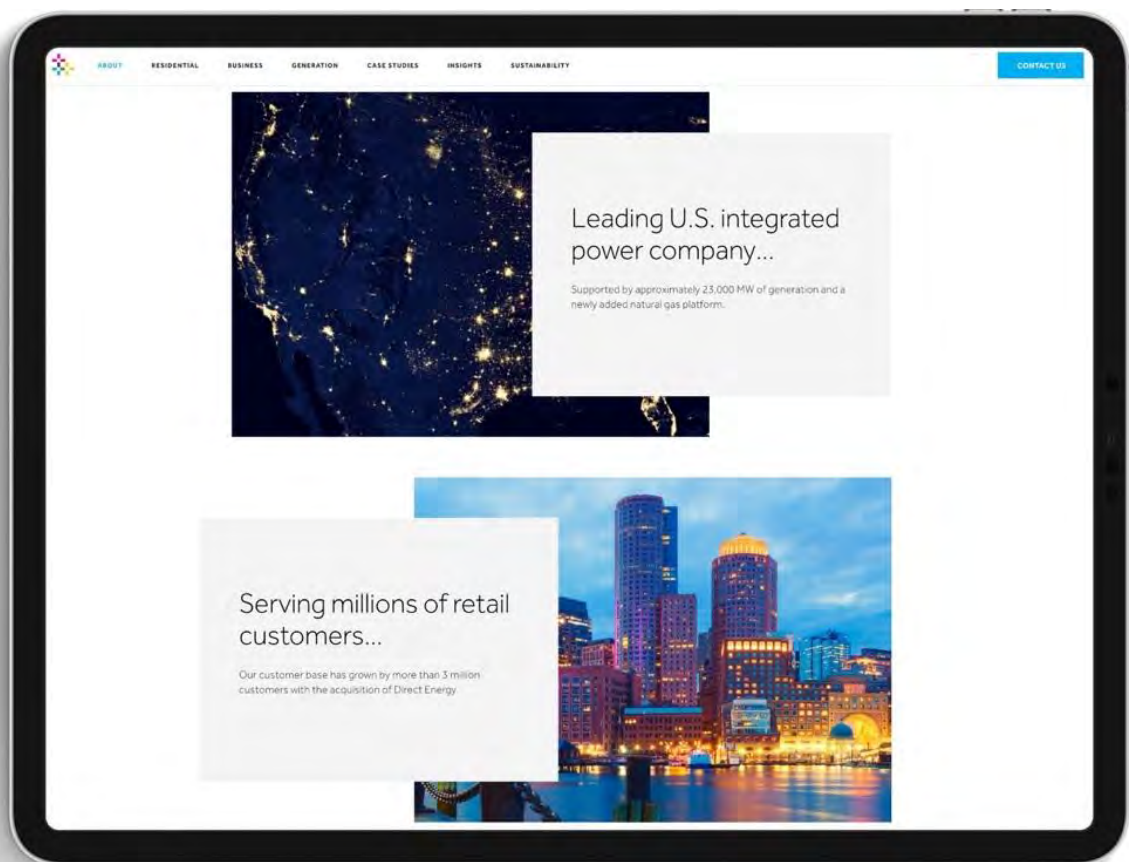 ABOUT
RESIDENTIAL
BUSINESS
GENERATION
CASE STUDIES
INSIGHTS
SUSTAINABILITY
CONTACT US
Leading U.S. integrated
power company...
Supported by approximately 23,000 MW of generation and a
newly added natural gas platform.
Serving millions of retail
customers...
Our customer base has grown by more than 3 million
customers with the acquisition of Direct Energy.